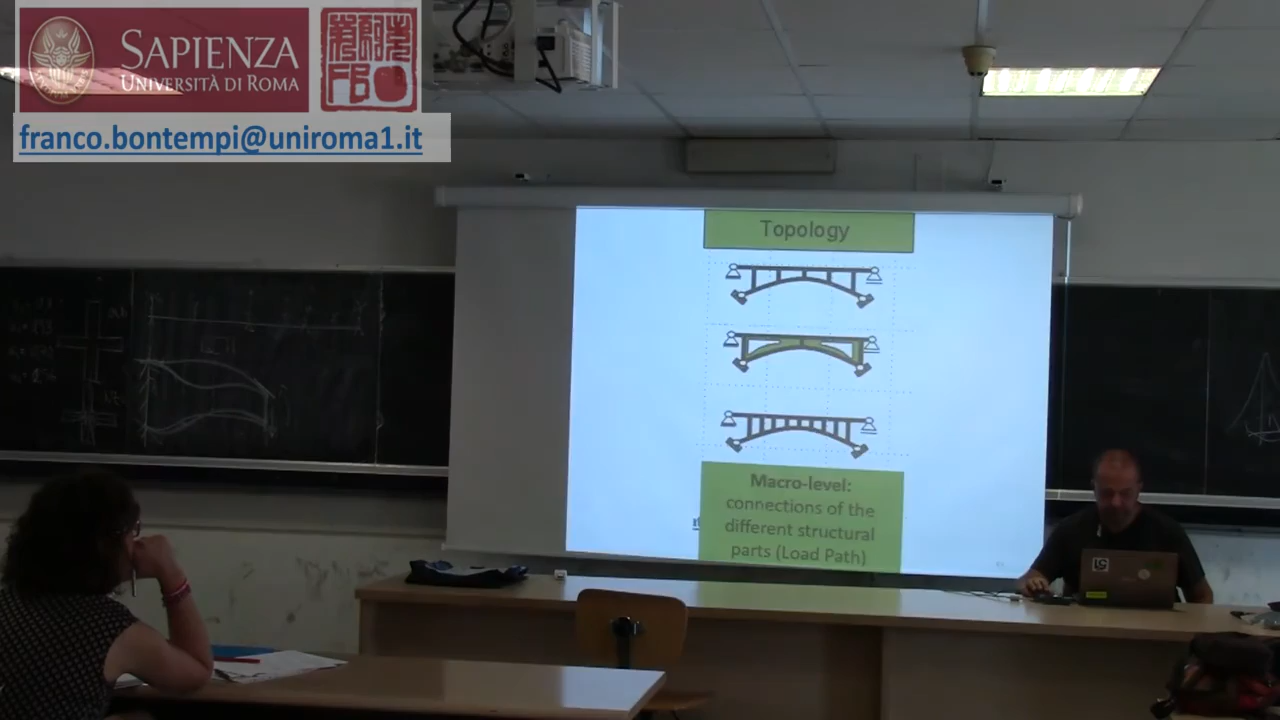 SAPIENZA
UNIVERSITÀ DI ROMA
FBO
franco.bontempi@uniroma1.it
Topology
Macro-level:
connections of the
different structural
parts (Load Path)